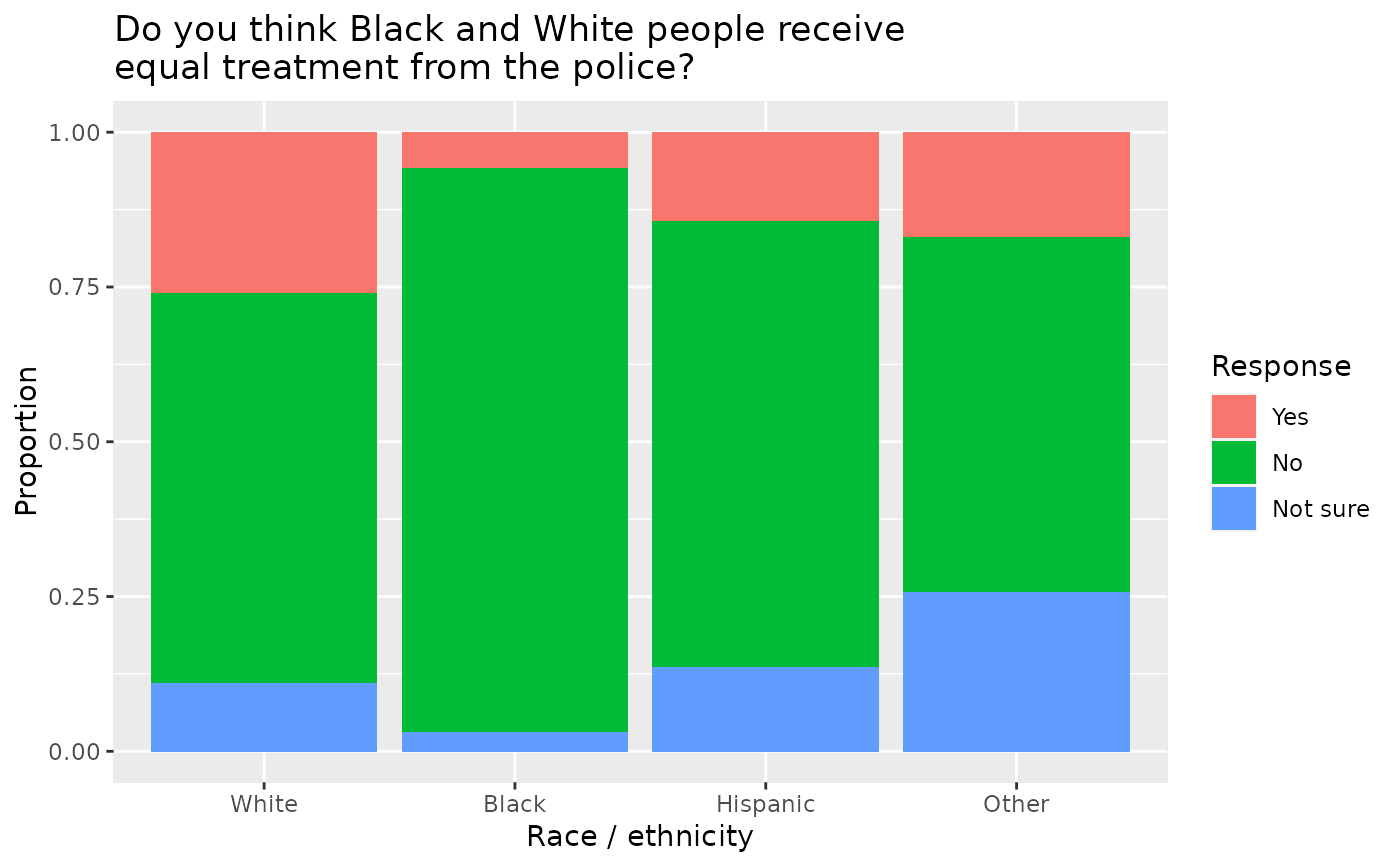 Do you think Black and White people receive
equal treatment from the police?
1.00
0.75
0.50
0.25
0.00
Proportion
White Black Hispanic Other
Race / ethnicity
Response
Yes
No
Not sure